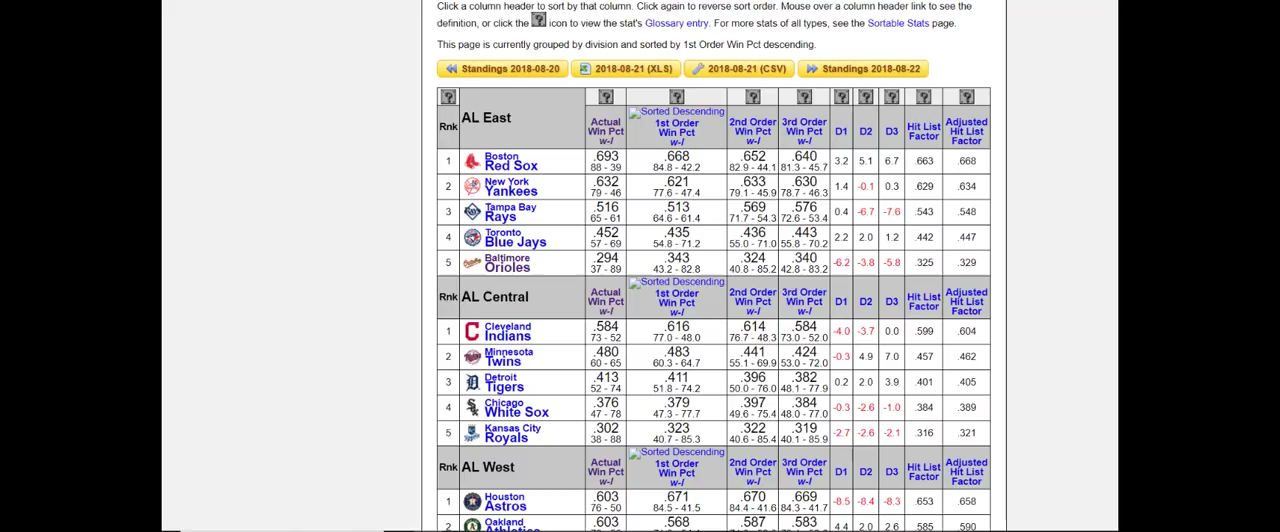 Click a column header to sort by that column. Click again to reverse sort order. Mouse over a column header link to see the
definition, or click the ? icon to view the stat's Glossary entry. For more stats of all types, see the Sortable Stats page.
This page is currently grouped by division and sorted by 1st Order Win Pct descending.
Standings 2018-08-20 2018-08-21 (XLS) 2018-08-21 (CSV) Standings 2018-08-22
? ? ? ? ? ? ? ? ? ?
Rnk AL East Actual Win Pct w-l Sorted Descending 1st Order Win Pct w-l 2nd Order Win Pct w-l 3rd Order Win Pct w-l D1 D2 D3 Hit List Factor Adjusted Hit List Factor
1 Boston Red Sox .693 88 - 39 .668 84.8 - 42.2 .652 82.9 - 44.1 .640 81.3 - 45.7 3.2 5.1 6.7 .663 .668
2 New York Yankees .632 79 - 46 .621 77.6 - 47.4 .633 79.1 - 45.9 .630 78.7 - 46.3 1.4 -0.1 0.3 .629 .634
3 Tampa Bay Rays .516 65 - 61 .513 64.6 - 61.4 .569 71.7 - 54.3 .576 72.6 - 53.4 0.4 -6.7 -7.6 .543 .548
4 Toronto Blue Jays .452 57 - 69 .435 54.8 - 71.2 .436 55.0 - 71.0 .443 55.8 - 70.2 2.2 2.0 1.2 .442 .447
5 Baltimore Orioles .294 37 - 89 .343 43.2 - 82.8 .324 40.8 - 85.2 .340 42.8 - 83.2 -6.2 -3.8 -5.8 .325 .329
Rnk AL Central Actual Win Pct w-l Sorted Descending 1st Order Win Pct w-l 2nd Order Win Pct w-l 3rd Order Win Pct w-l D1 D2 D3 Hit List Factor Adjusted Hit List Factor
1 Cleveland Indians .584 73 - 52 .616 77.0 - 48.0 .614 76.7 - 48.3 .584 73.0 - 52.0 -4.0 -3.7 0.0 .599 .604
2 Minnesota Twins .480 60 - 65 .483 60.3 - 64.7 .441 55.1 - 69.9 .424 53.0 - 72.0 -0.3 4.9 7.0 .457 .462
3 Detroit Tigers .413 52 - 74 .411 51.8 - 74.2 .396 50.0 - 76.0 .382 48.1 - 77.9 0.2 2.0 3.9 .401 .405
4 Chicago White Sox .376 47 - 78 .379 47.3 - 77.7 .397 49.6 - 75.4 .384 48.0 - 77.0 -0.3 -2.6 -1.0 .384 .389
5 Kansas City Royals .302 38 - 88 .323 40.7 - 85.3 .322 40.6 - 85.4 .319 40.1 - 85.9 -2.7 -2.6 -2.1 .316 .321
Rnk AL West Actual Win Pct w-l Sorted Descending 1st Order Win Pct w-l 2nd Order Win Pct w-l 3rd Order Win Pct w-l D1 D2 D3 Hit List Factor Adjusted Hit List Factor
1 Houston Astros .603 76 - 50 .671 84.5 - 41.5 .670 84.4 - 41.6 .669 84.3 - 41.7 -8.5 -8.4 -8.3 .653 .658
2 Oakland Athletics .603 .568 .587 .583 4.4 2.0 2.6 .585 .590